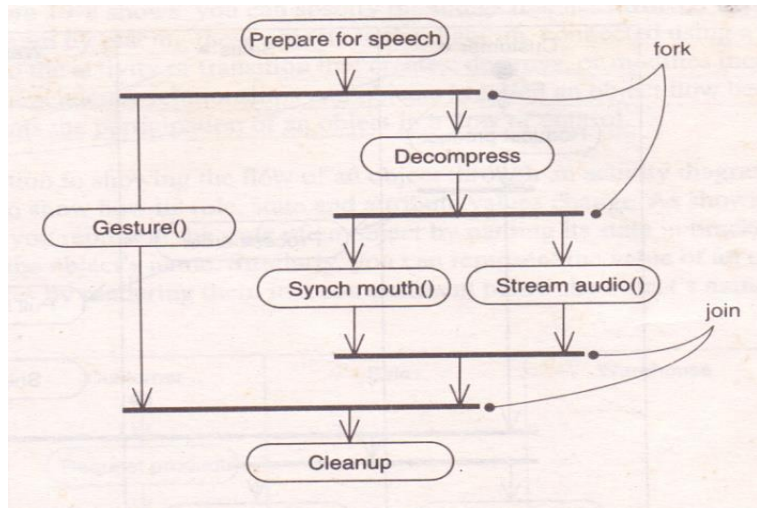 Prepare for speech
fork
Decompress
Gesture()
Synch mouth()
Stream audio()
join
Cleanup